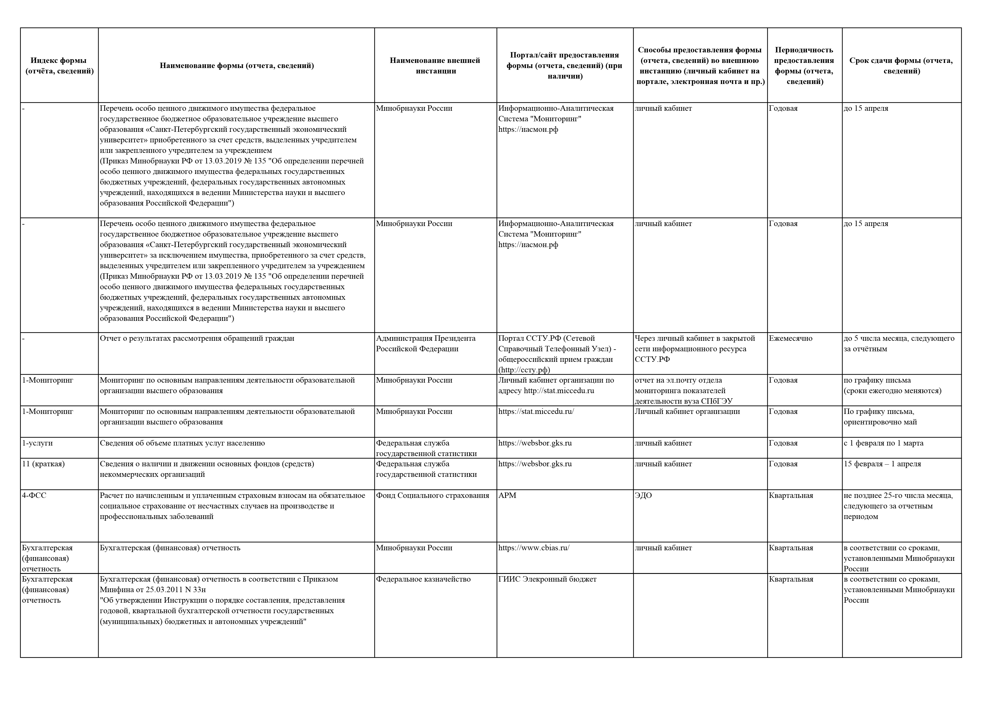 Индекс формы
(отчёта, сведений)
Наименование формы (отчета, сведений)
Наименование внешней
инстанции
Портал/сайт предоставления
формы (отчета, сведений) (при
наличии)
Способы предоставления формы
(отчета, сведений) во внешнюю
инстанцию (личный кабинет на
портале, электронная почта и пр.)
Периодичность
предоставления
формы (отчета,
сведений)
Срок сдачи формы (отчета,
сведений)
-
Перечень особо ценного движимого имущества федеральное
государственное бюджетное образовательное учреждение высшего
образования «Санкт-Петербургский государственный экономический
университет» приобретенного за счет средств, выделенных учредителем
или закрепленного учредителем за учреждением
(Приказ Минобрнауки РФ от 13.03.2019 № 135 "Об определении перечней
особо ценного движимого имущества федеральных государственных
бюджетных учреждений, федеральных государственных автономных
учреждений, находящихся в ведении Министерства науки и высшего
образования Российской Федерации")
Минобрнауки России
Информационно-Аналитическая
Система "Мониторинг"
https://иасмон.рф
личный кабинет
Годовая
до 15 апреля
-
Перечень особо ценного движимого имущества федеральное
государственное бюджетное образовательное учреждение высшего
образования «Санкт-Петербургский государственный экономический
университет» за исключением имущества, приобретенного за счет средств,
выделенных учредителем или закрепленного учредителем за учреждением
(Приказ Минобрнауки РФ от 13.03.2019 № 135 "Об определении перечней
особо ценного движимого имущества федеральных государственных
бюджетных учреждений, федеральных государственных автономных
учреждений, находящихся в ведении Министерства науки и высшего
образования Российской Федерации")
Минобрнауки России
Информационно-Аналитическая
Система "Мониторинг"
https://иасмон.рф
личный кабинет
Годовая
до 15 апреля
-
Отчет о результатах рассмотрения обращений граждан
Администрация Президента
Российской Федерации
Портал ССТУ.РФ (Сетевой
Справочный Телефонный Узел) -
общероссийский прием граждан
(http://ссту.рф)
Через личный кабинет в закрытой
сети информационного ресурса
ССТУ.РФ
Ежемесячно
до 5 числа месяца, следующего
за отчётным
1-Мониторинг
Мониторинг по основным направлениям деятельности образовательной
организации высшего образования
Минобрнауки России
Личный кабинет организации по
адресу http://stat.miccedu.ru
отчет на эл.почту отдела
мониторинга показателей
деятельности вуза СПбГЭУ
Годовая
по графику письма
(сроки ежегодно меняются)
1-Мониторинг
Мониторинг по основным направлениям деятельности образовательной
организации высшего образования
Минобрнауки России
https://stat.miccedu.ru/
Личный кабинет организации
Годовая
По графику письма,
ориентировочно май
1-услуги
Сведения об объеме платных услуг населению
Федеральная служба
государственной статистики
https://websbor.gks.ru
личный кабинет
Годовая
с 1 февраля по 1 марта
11 (краткая)
Сведения о наличии и движении основных фондов (средств)
некоммерческих организаций
Федеральная служба
государственной статистики
https://websbor.gks.ru
личный кабинет
Годовая
15 февраля – 1 апреля
4-ФСС
Расчет по начисленным и уплаченным страховым взносам на обязательное
социальное страхование от несчастных случаев на производстве и
профессиональных заболеваний
Фонд Социального страхования
АРМ
ЭДО
Квартальная
не позднее 25-го числа месяца,
следующего за отчетным
периодом
Бухгалтерская
(финансовая)
отчетность
Бухгалтерская (финансовая) отчетность
Минобрнауки России
https://www.cbias.ru/
личный кабинет
Квартальная
в соответствии со сроками,
установленными Минобрнауки
России
Бухгалтерская
(финансовая)
отчетность
Бухгалтерская (финансовая) отчетность в соответствии с Приказом
Минфина от 25.03.2011 N 33н
"Об утверждении Инструкции о порядке составления, представления
годовой, квартальной бухгалтерской отчетности государственных
(муниципальных) бюджетных и автономных учреждений"
Федеральное казначейство
ГИИС Элекронный бюджет
Квартальная
в соответствии со сроками,
установленными Минобрнауки
России